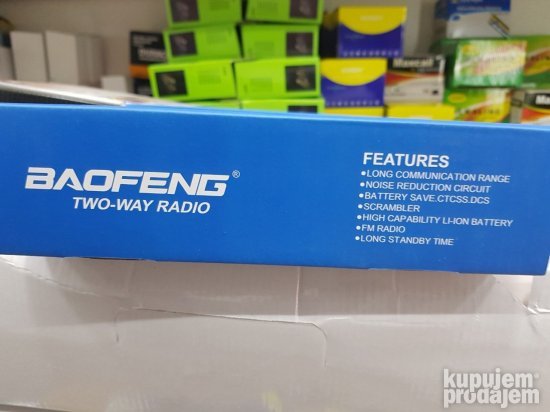 BAOFENG®
TWO-WAY RADIO
FEATURES
•LONG COMMUNICATION RANGE
•NOISE REDUCTION CIRCUIT
•BATTERY SAVE.CTCSS.DCS
•SCRAMBLER
•HIGH CAPABILITY LI-ION BATTERY
•FM RADIO
•LONG STANDBY TIME
Maxcell
kupujem
prodajem